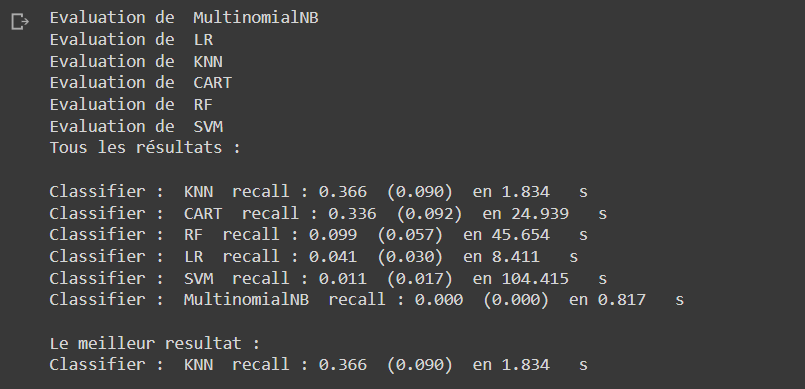 Evaluation de  MultinomialNB
Evaluation de  LR
Evaluation de  KNN
Evaluation de  CART
Evaluation de  RF
Evaluation de  SVM
Tous les résultats :
Classifier :  KNN  recall : 0.366  (0.090)  en 1.834   s
Classifier :  CART  recall : 0.336  (0.092)  en 24.939   s
Classifier :  RF  recall : 0.099  (0.057)  en 45.654   s
Classifier :  LR  recall : 0.041  (0.030)  en 8.411   s
Classifier :  SVM  recall : 0.011  (0.017)  en 104.415   s
Classifier :  MultinomialNB  recall : 0.000  (0.000)  en 0.817   s
Le meilleur resultat :
Classifier :  KNN  recall : 0.366  (0.090)  en 1.834   s